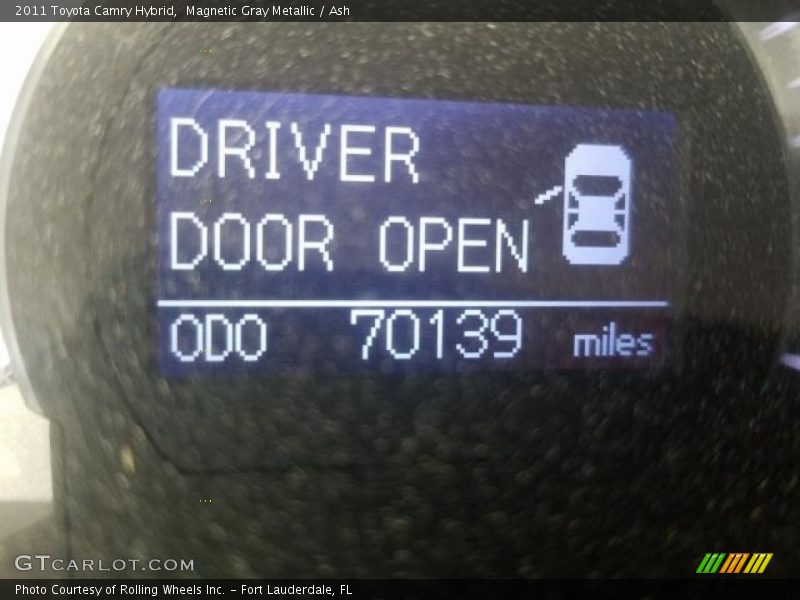 2011 Toyota Camry Hybrid, Magnetic Gray Metallic / Ash
DRIVER
DOOR OPEN
ODO 70139 miles
GTCARLOT.COM
Photo Courtesy of Rolling Wheels Inc. – Fort Lauderdale, FL